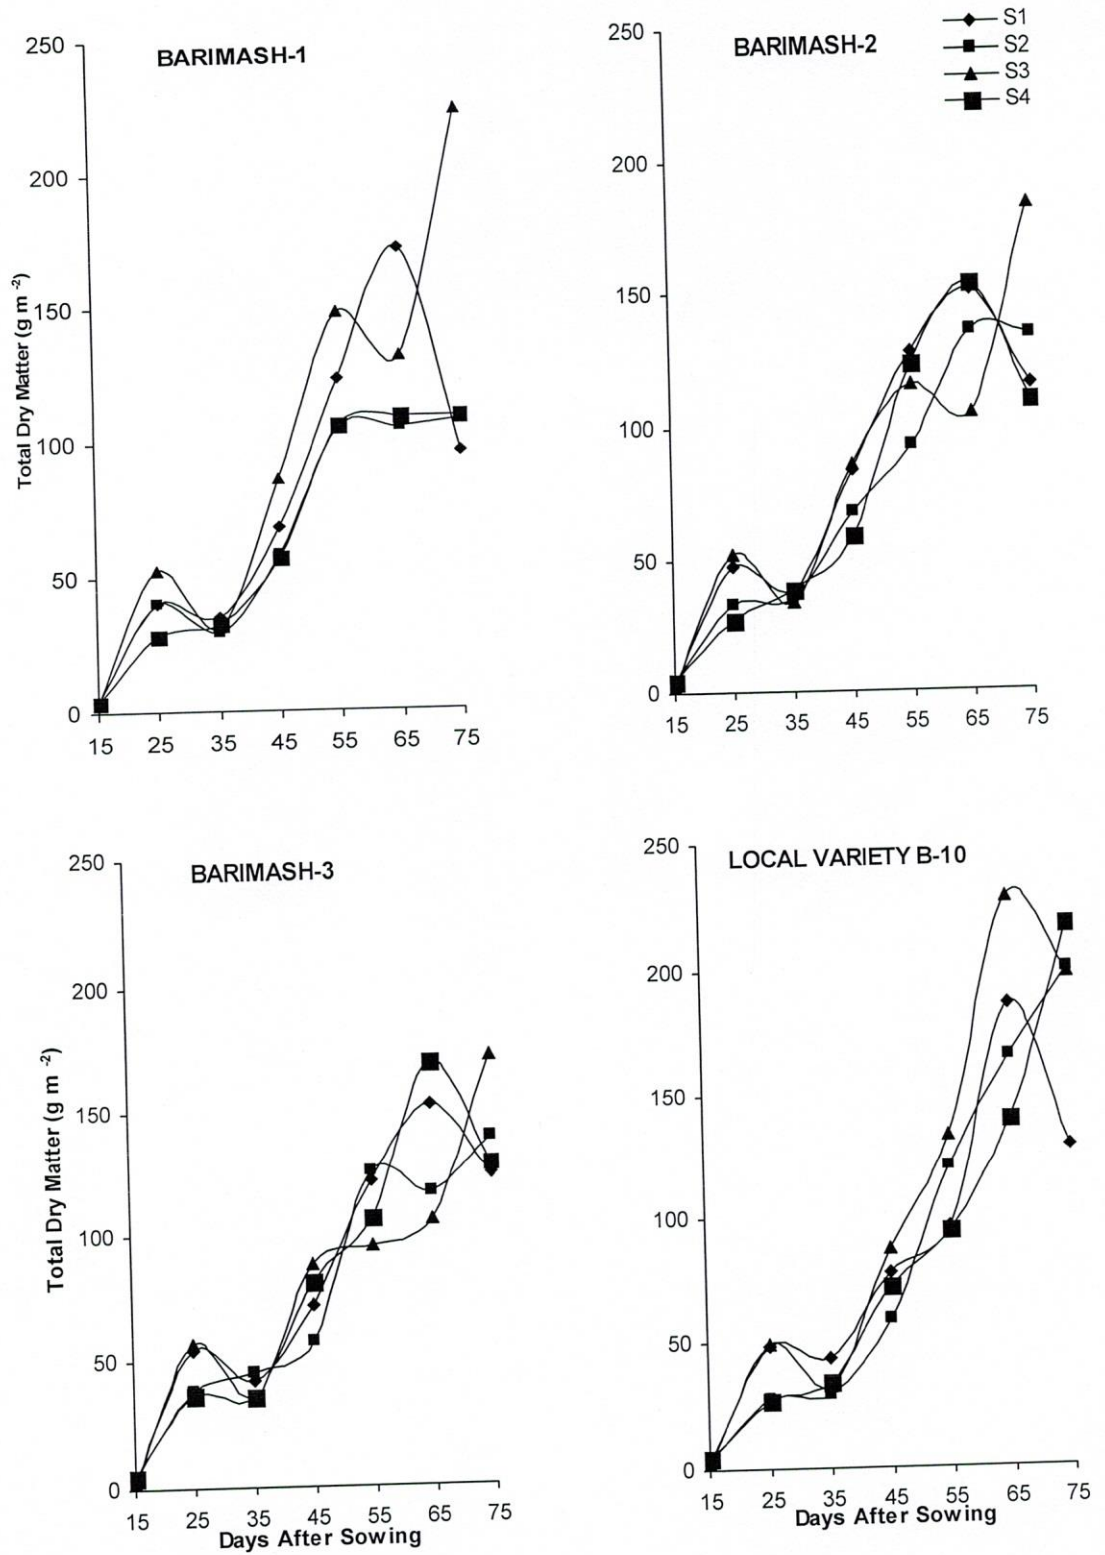 BARIMASH-1
250
200
150
100
50
0
15 25 35 45 55 65 75
Total Dry Matter (g m -2)
BARIMASH-2
S1
S2
S3
S4
250
200
150
100
50
0
15 25 35 45 55 65 75
BARIMASH-3
250
200
150
100
50
0
15 25 35 45 55 65 75
Total Dry Matter (g m -2)
Days After Sowing
LOCAL VARIETY B-10
250
200
150
100
50
0
15 25 35 45 55 65 75
Days After Sowing